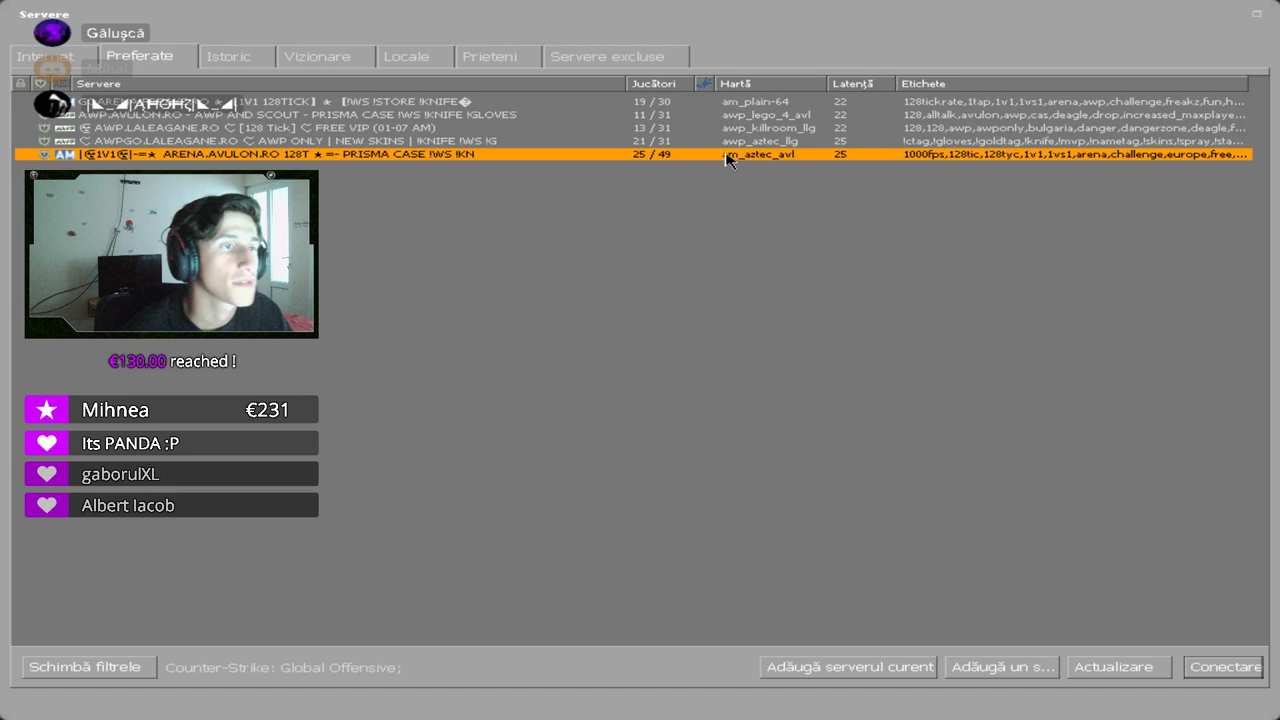 Servere
Gălușcă
Internet Preferate Istoric Vizionare Locale Prieteni Servere excluse
Servere Jucători Hartă Latență Etichete
[1V1 128TICK] ★ [!WS !STORE !KNIFE� 19 / 30 am_plain-64 22 128tickrate,1tap,1v1,1vs1,arena,awp,challenge,freakz,fun,h...
AWP.AVULON.RO - AWP AND SCOUT - PRISMA CASE !WS !KNIFE !GLOVES 11 / 31 awp_lego_4_avl 22 128,alltalk,avulon,awp,cas,deagle,drop,increased_maxplaye...
AWP.LALEAGANE.RO [128 Tick] FREE VIP (01-07 AM) 13 / 31 awp_killroom_llg 22 128,128,awp,awponly,bulgaria,danger,dangerzone,deagle,f...
AWPGO.LALEAGANE.RO AWP ONLY | NEW SKINS | !KNIFE !WS !G 21 / 31 awp_aztec_llg 25 !ctag,!gloves,!goldtag,!knife,!mvp,!nametag,!skins,!spray,!sta...
AM 1V1 -=★ ARENA.AVULON.RO 128T ★ =- PRISMA CASE !WS !KN 25 / 49 am_aztec_avl 25 1000fps,128tic,128tyc,1v1,1vs1,arena,challenge,europe,free,...
€130.00 reached !
Mihnea €231
Its PANDA :P
gaborulXL
Albert Iacob
Schimbă filtrele Counter-Strike: Global Offensive; Adăugă serverul curent Adăugă un s... Actualizare Conectare